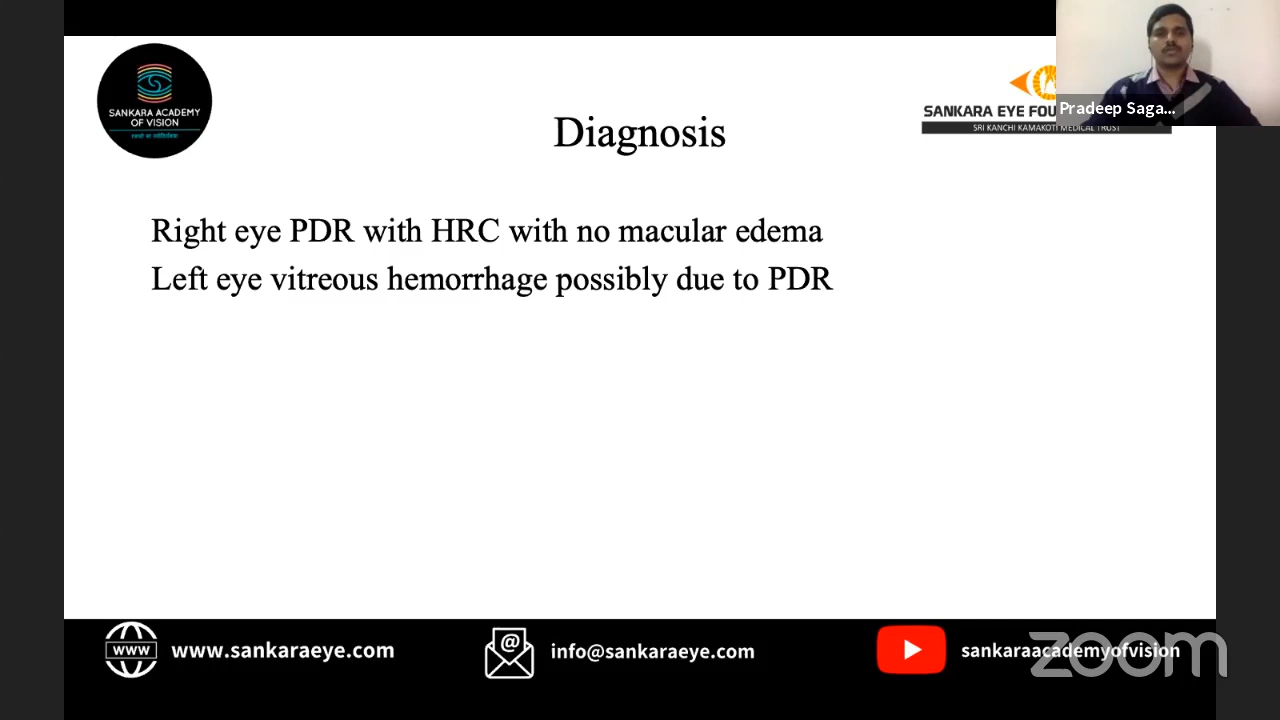 SANKARA ACADEMY
OF VISION
Diagnosis
SANKARA EYE FOU
SRI KANCHI KAMAKOTI MEDICAL TRUST
Pradeep Saga...
Right eye PDR with HRC with no macular edema
Left eye vitreous hemorrhage possibly due to PDR
www
www.sankaraeye.com
@
info@sankaraeye.com
sankaraacademyofvision
zoom